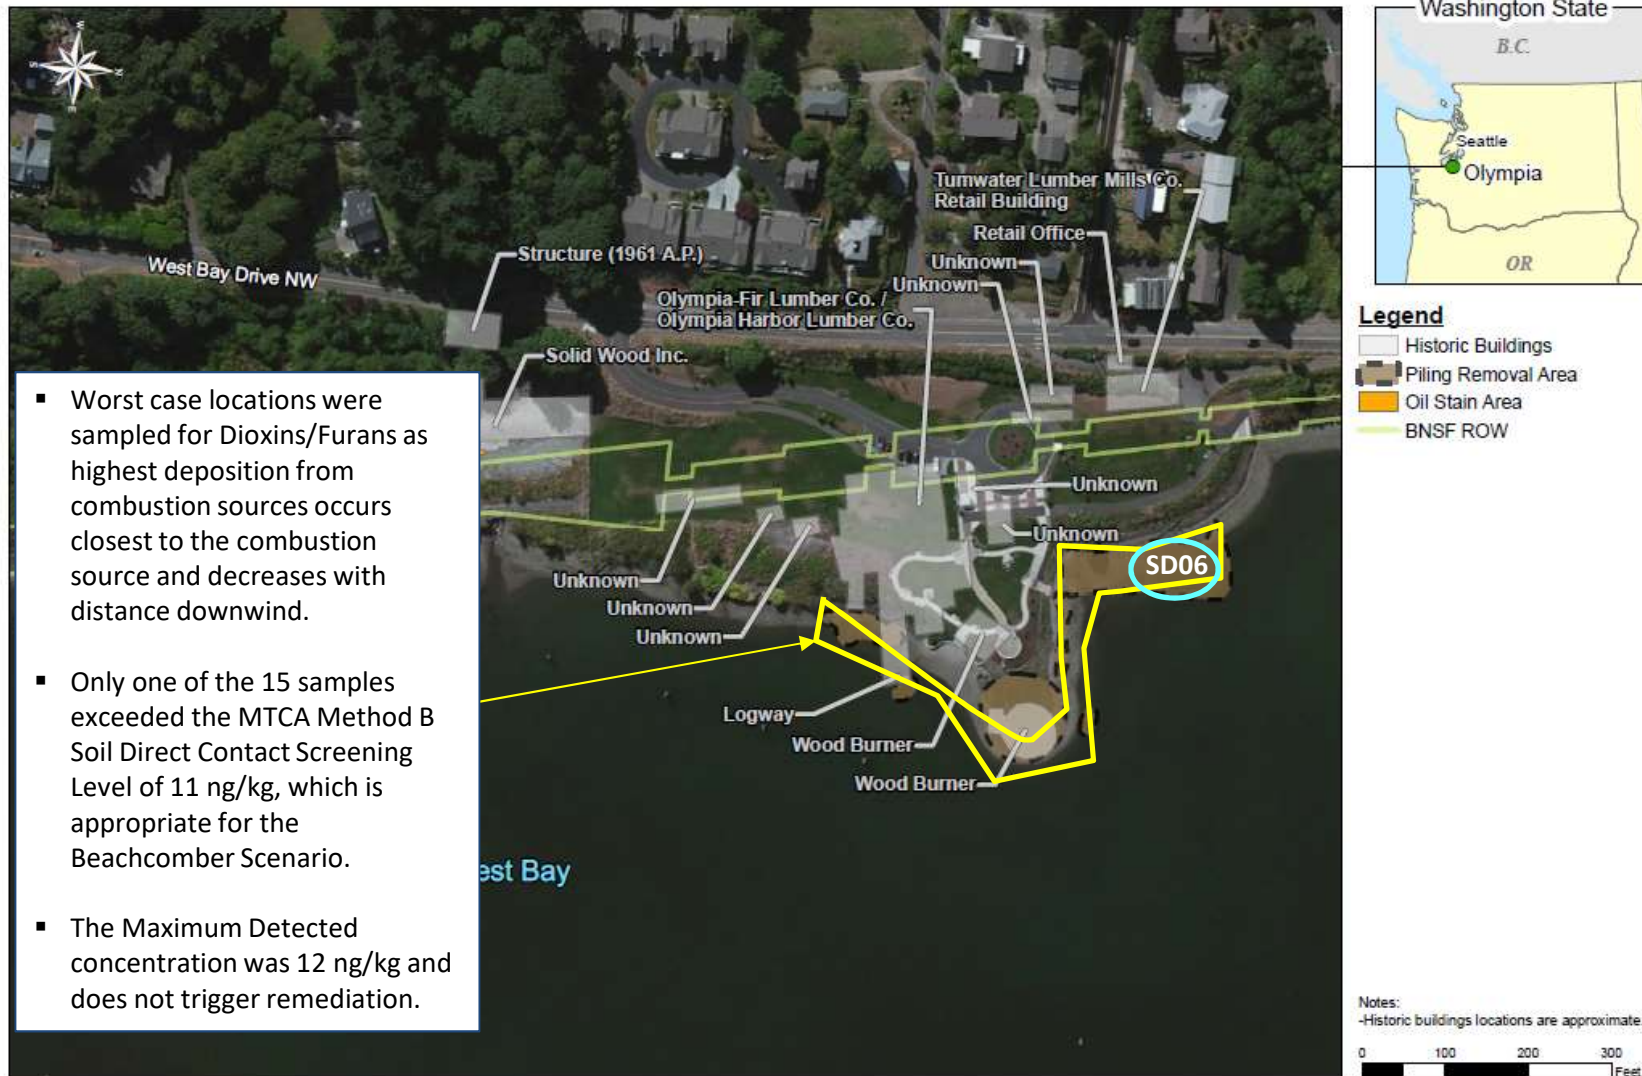 Washington State
B.C.
Seattle
Olympia
OR
W
S
N
E
Tumwater Lumber Mills Co.
Retail Building
Retail Office
Unknown
Unknown
Structure (1961 A.P.)
West Bay Drive NW
Olympia-Fir Lumber Co. /
Olympia Harbor Lumber Co.
Solid Wood Inc.
Legend
Historic Buildings
Piling Removal Area
Oil Stain Area
BNSF ROW
▪ Worst case locations were
sampled for Dioxins/Furans as
highest deposition from
combustion sources occurs
closest to the combustion
source and decreases with
distance downwind.
▪ Only one of the 15 samples
exceeded the MTCA Method B
Soil Direct Contact Screening
Level of 11 ng/kg, which is
appropriate for the
Beachcomber Scenario.
▪ The Maximum Detected
concentration was 12 ng/kg and
does not trigger remediation.
Unknown
Unknown
SD06
Unknown
Unknown
Unknown
Logway
Wood Burner
Wood Burner
est Bay
Notes:
-Historic buildings locations are approximate
0 100 200 300
Feet